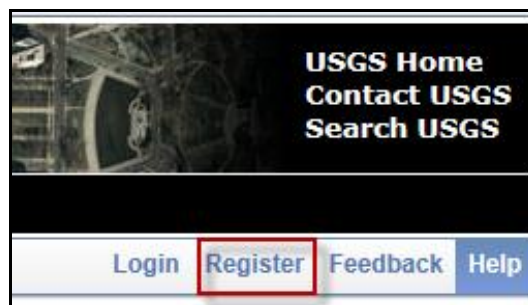 USGS Home
Contact USGS
Search USGS
Login Register Feedback Help